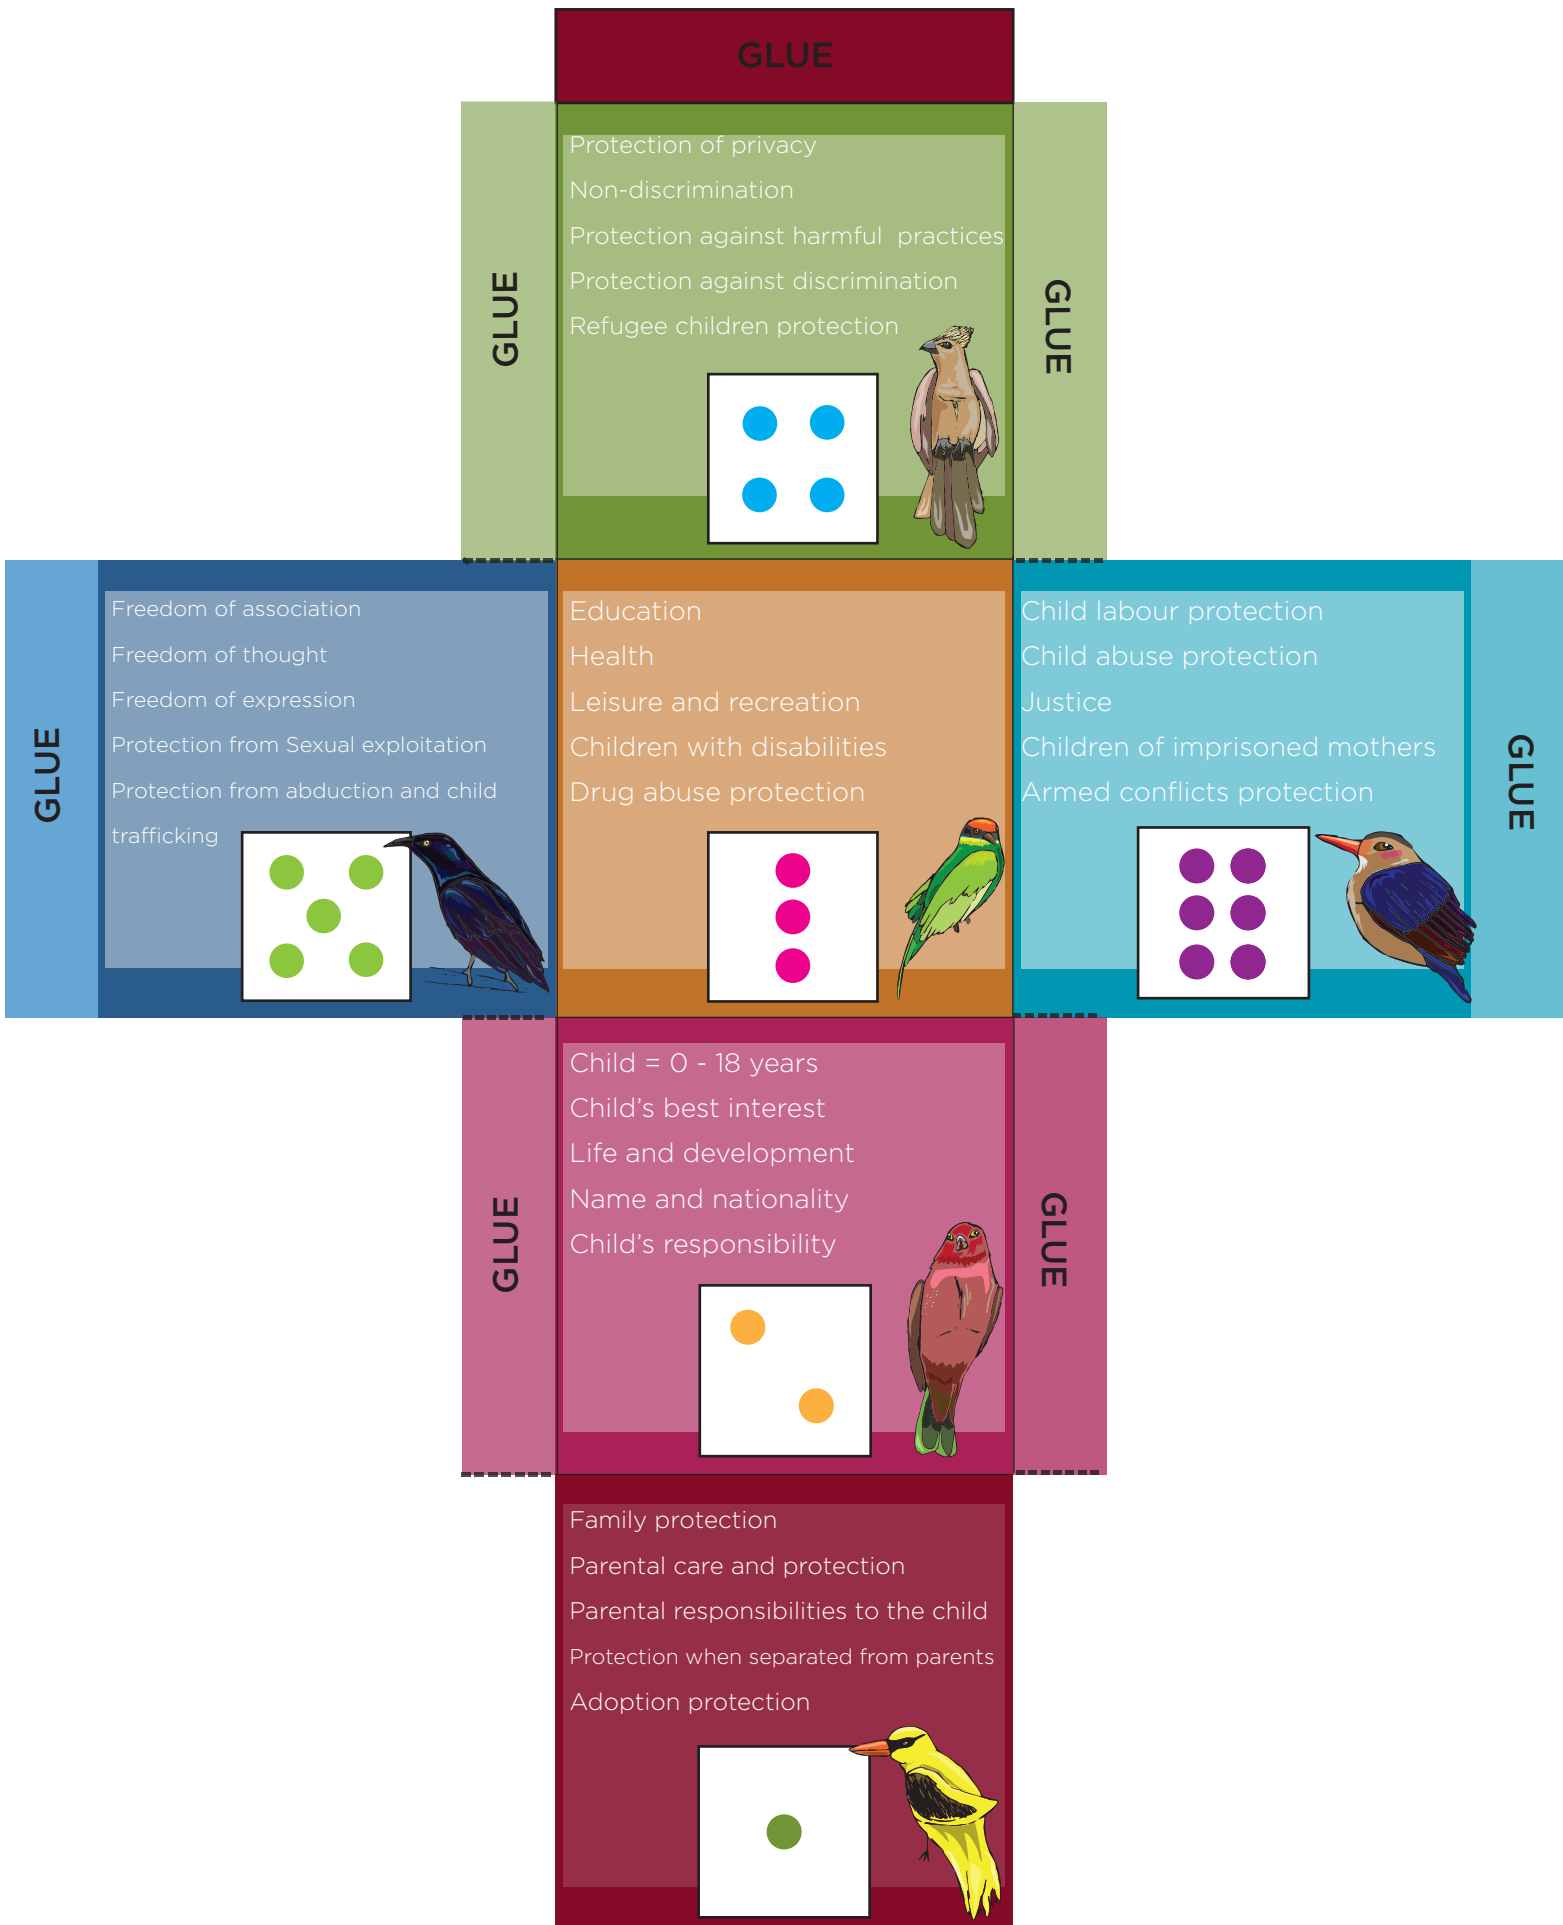 GLUE
Protection of privacy
Non-discrimination
Protection against harmful practices
Protection against discrimination
Refugee children protection
GLUE
GLUE
Freedom of association
Freedom of thought
Freedom of expression
Protection from Sexual exploitation
Protection from abduction and child
trafficking
GLUE
Education
Health
Leisure and recreation
Children with disabilities
Drug abuse protection
Child labour protection
Child abuse protection
Justice
Children of imprisoned mothers
Armed conflicts protection
GLUE
Child = 0 - 18 years
Child’s best interest
Life and development
Name and nationality
Child’s responsibility
GLUE
GLUE
Family protection
Parental care and protection
Parental responsibilities to the child
Protection when separated from parents
Adoption protection